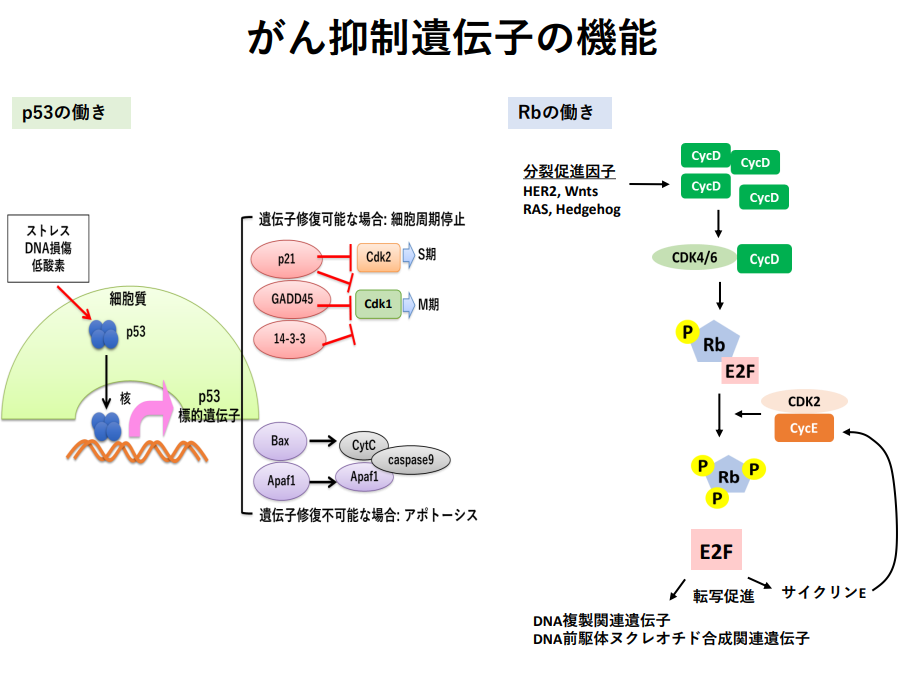 がん抑制遺伝子の機能
p53の働き
ストレス
DNA損傷
低酸素
細胞質
p53
核
p53
標的遺伝子
遺伝子修復可能な場合: 細胞周期停止
p21
Cdk2
S期
GADD45
Cdk1
M期
14-3-3
Bax
CytC
caspase9
Apaf1
Apaf1
遺伝子修復不可能な場合: アポトーシス
Rbの働き
分裂促進因子
HER2, Wnts
RAS, Hedgehog
CycD
CycD
CycD
CycD
CDK4/6
CycD
P
Rb
E2F
CDK2
CycE
P
Rb
P
P
E2F
転写促進
サイクリンE
DNA複製関連遺伝子
DNA前駆体ヌクレオチド合成関連遺伝子